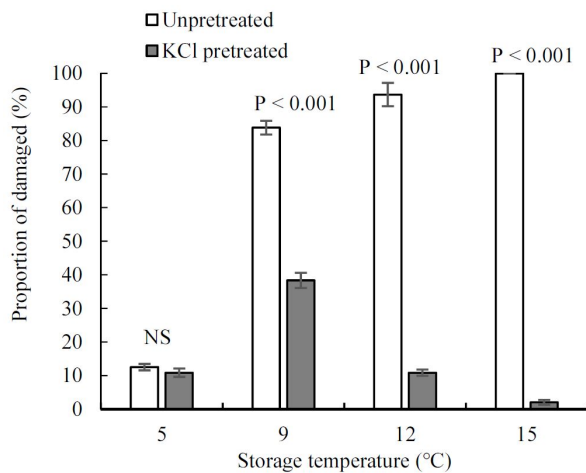 Unpretreated
KCl pretreated
Proportion of damaged (%)
100
90
80
70
60
50
40
30
20
10
0
NS
P < 0.001
P < 0.001
P < 0.001
5
9
12
15
Storage temperature (℃)